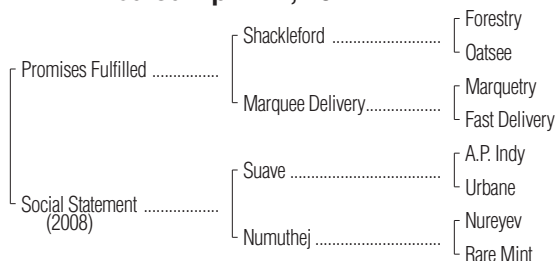 Forestry
Shackleford ......................
Oatsee
Promises Fulfilled ..............
Marquetry
Marquee Delivery...............
Fast Delivery
A.P. Indy
Suave ..............................
Urbane
Social Statement ...............
(2008)
Nureyev
Numuthej .........................
Rare Mint